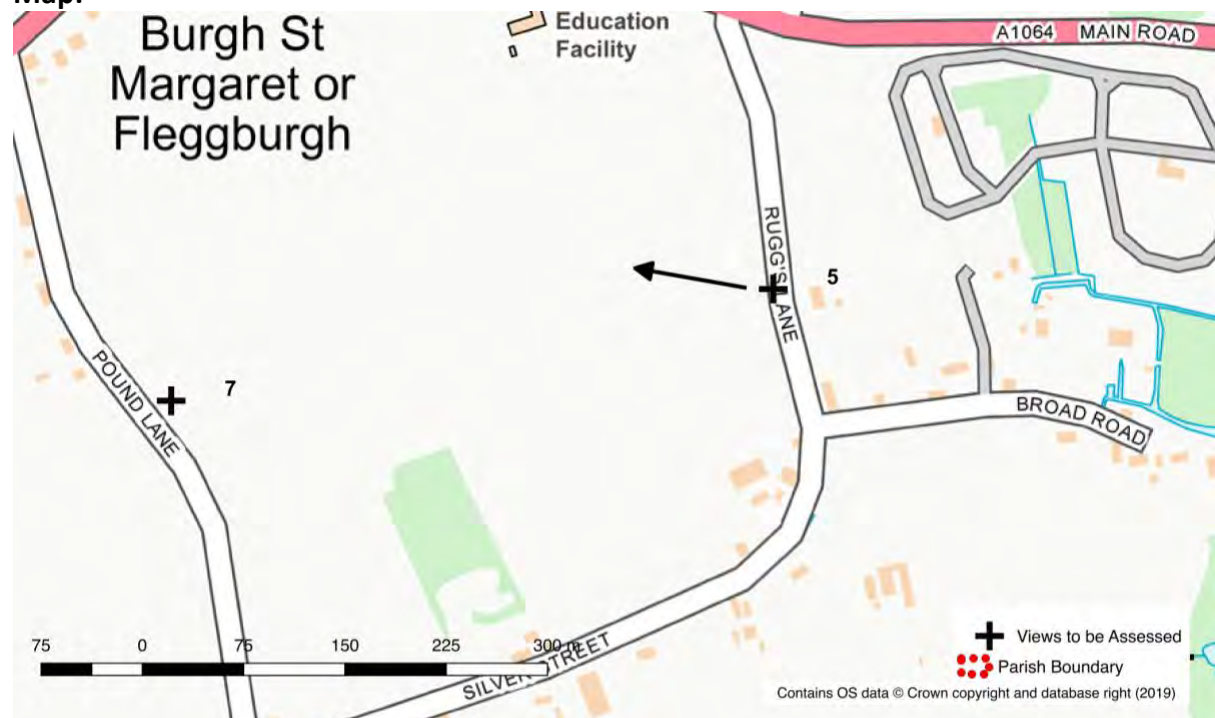 Map:
Burgh St
Margaret or
Fleggburgh
Education
Facility
A1064 MAIN ROAD
RUGG'S LANE
5
POUND LANE
7
BROAD ROAD
75 0 75 150 225 300 m
SILVER STREET
Views to be Assessed
Parish Boundary
Contains OS data © Crown copyright and database right (2019)